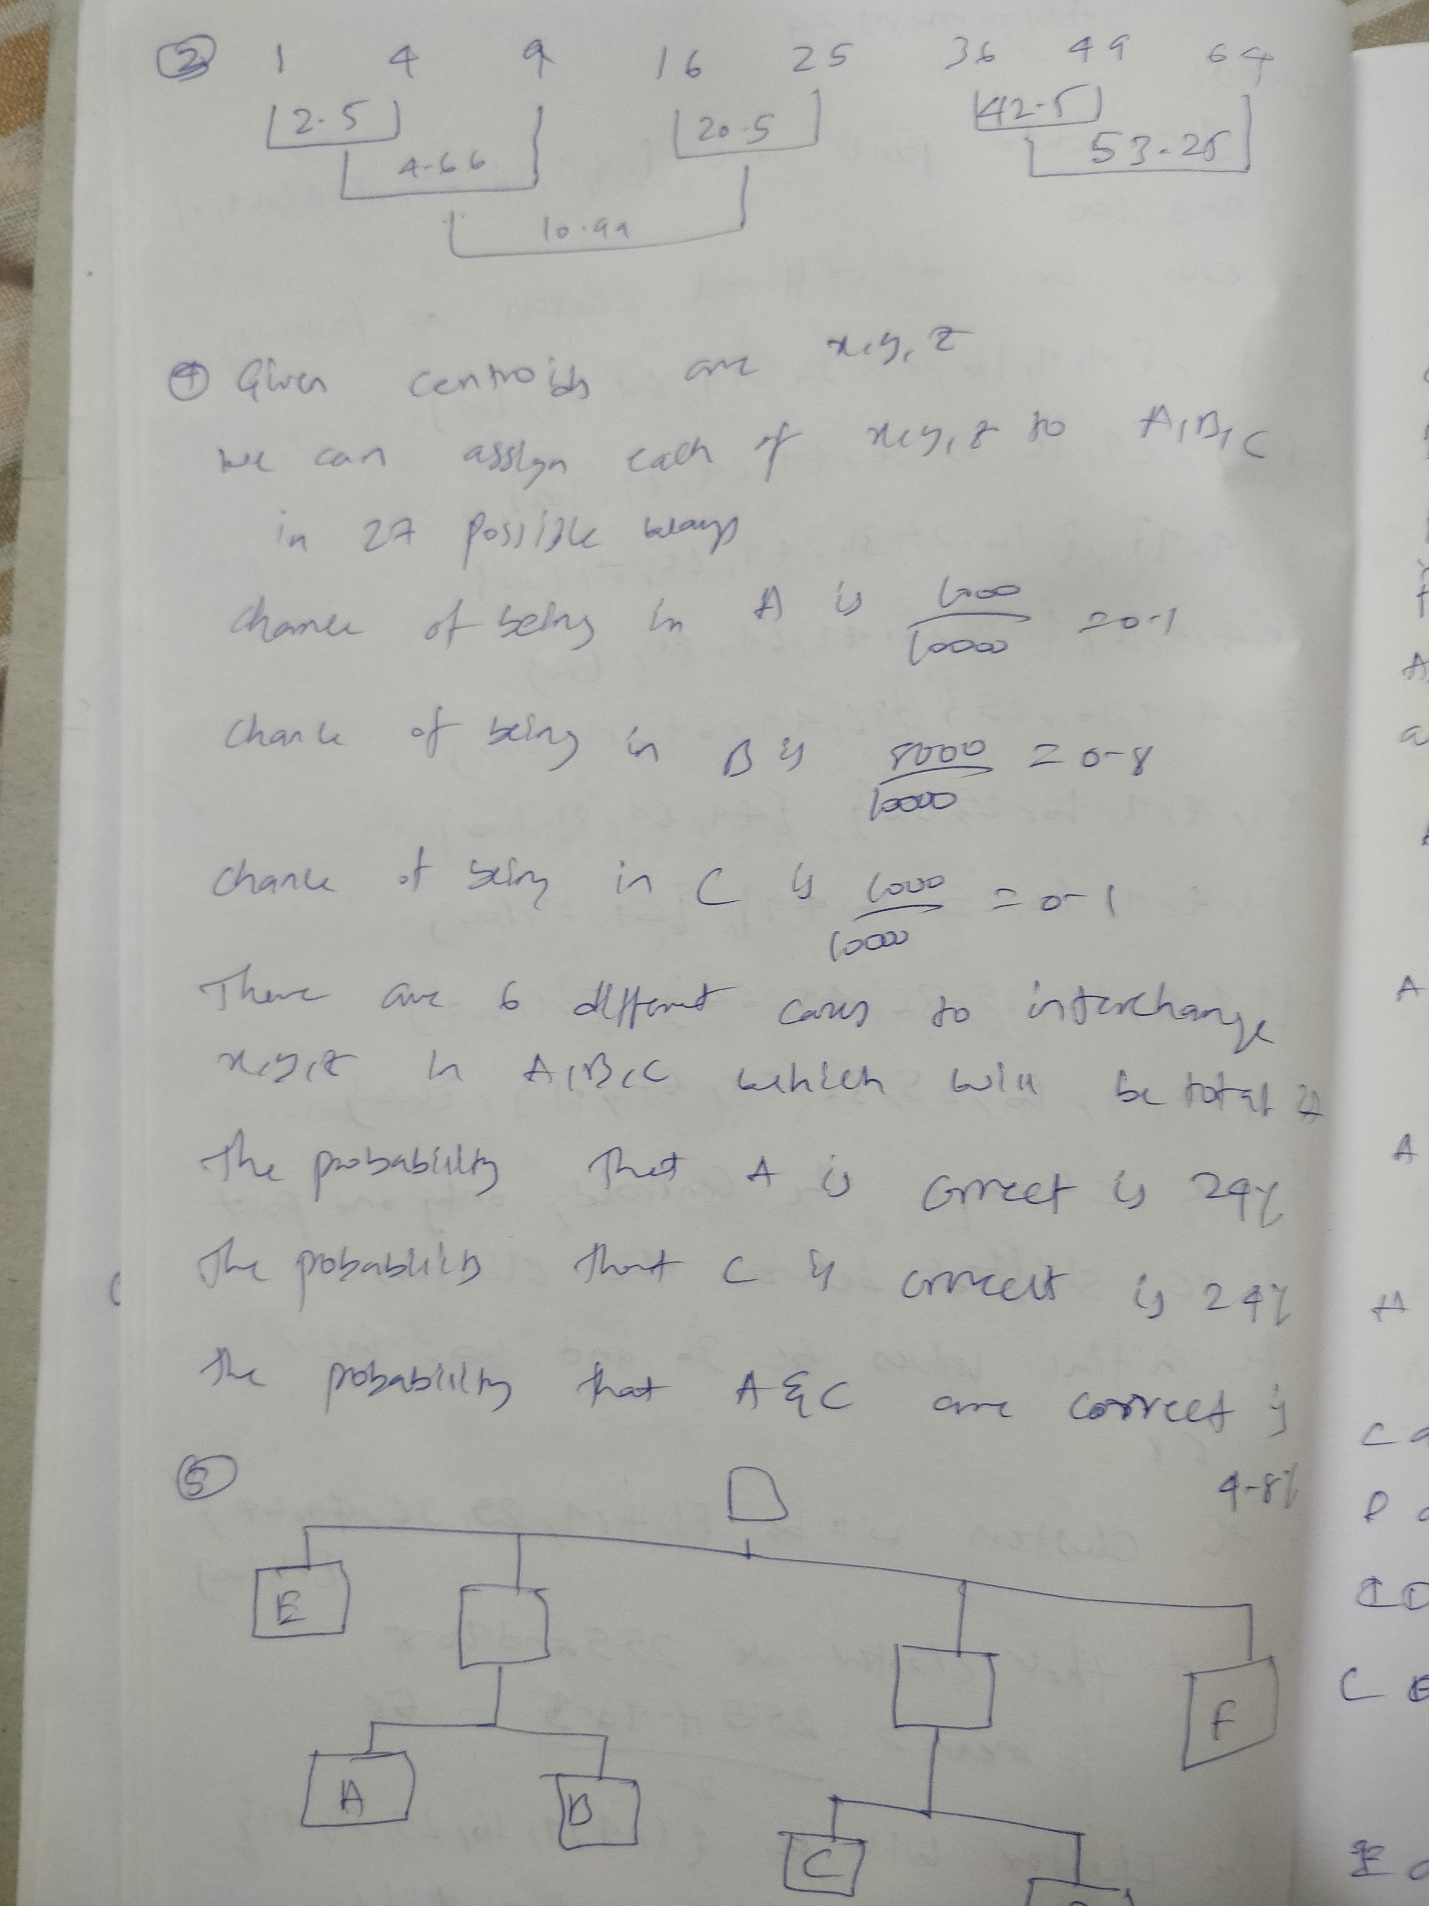 ② 1 4 9 16 25 36 49 64
2.5 20.5 42.5
4.66 53.25
10.99
④ Given centroids are x,y,z
we can assign each of x,y,z to A,B,C
in 27 possible ways
chance of being in A is 1000/10000 = 0.1
chance of being in B is 8000/10000 = 0.8
chance of being in C is 1000/10000 = 0.1
There are 6 different cases to interchange
x,y,z in A,B,C which will be total
The probability that A is correct is 24%
The probability that C is correct is 24%
The probability that A & C are correct is
4.8%
⑤
E
F
A B
C
A
A
A